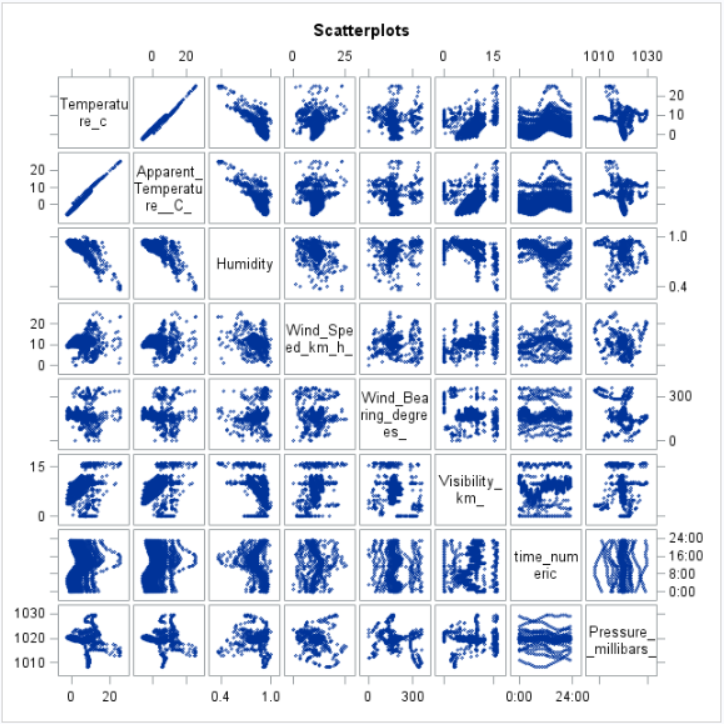 Scatterplots
0 20 0 25 0 15 1010 1030
Temperatu
re_c
20
10
0
20
10
0
Apparent_
Temperatu
re__C_
Humidity
1.0
0.4
20
10
0
Wind_Spe
ed_km_h_
Wind_Bea
ring_degre
es_
300
0
15
0
Visibility_
km_
time_num
eric
24:00
16:00
8:00
0:00
1030
1020
1010
Pressure_
_millibars_
0 20 0.4 1.0 0 300 0:00 24:00